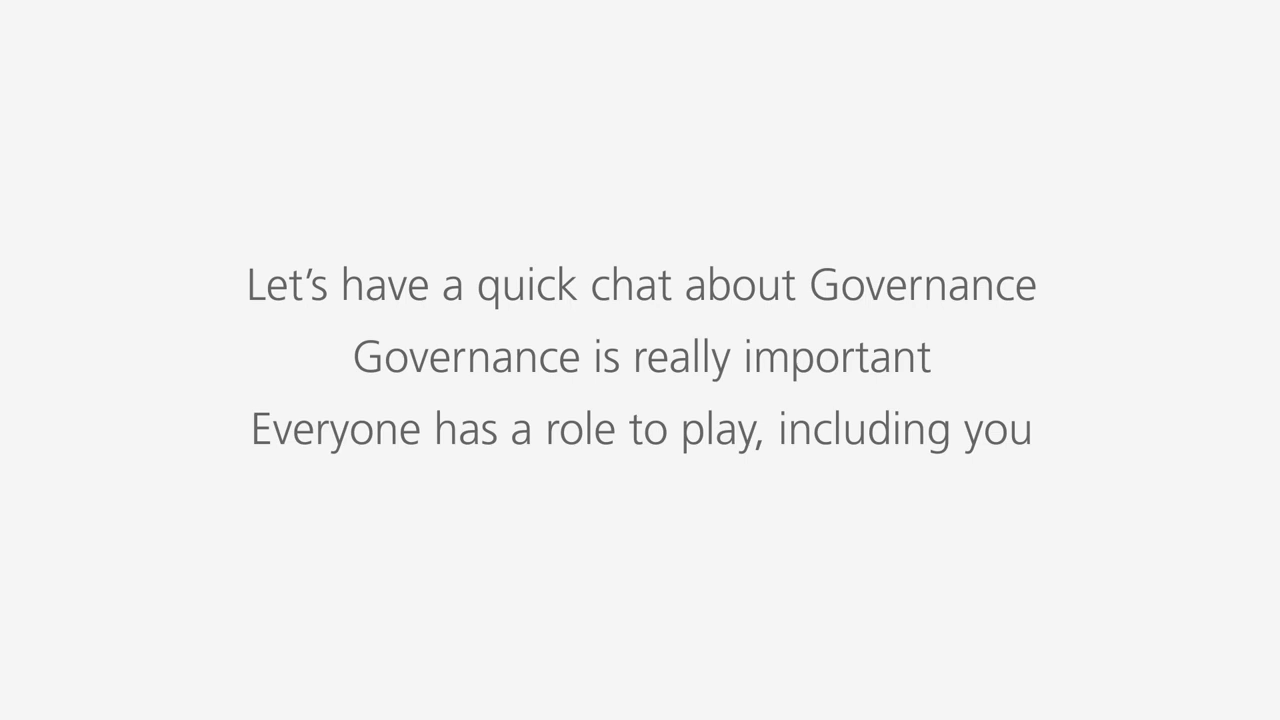 Let’s have a quick chat about Governance
Governance is really important
Everyone has a role to play, including you